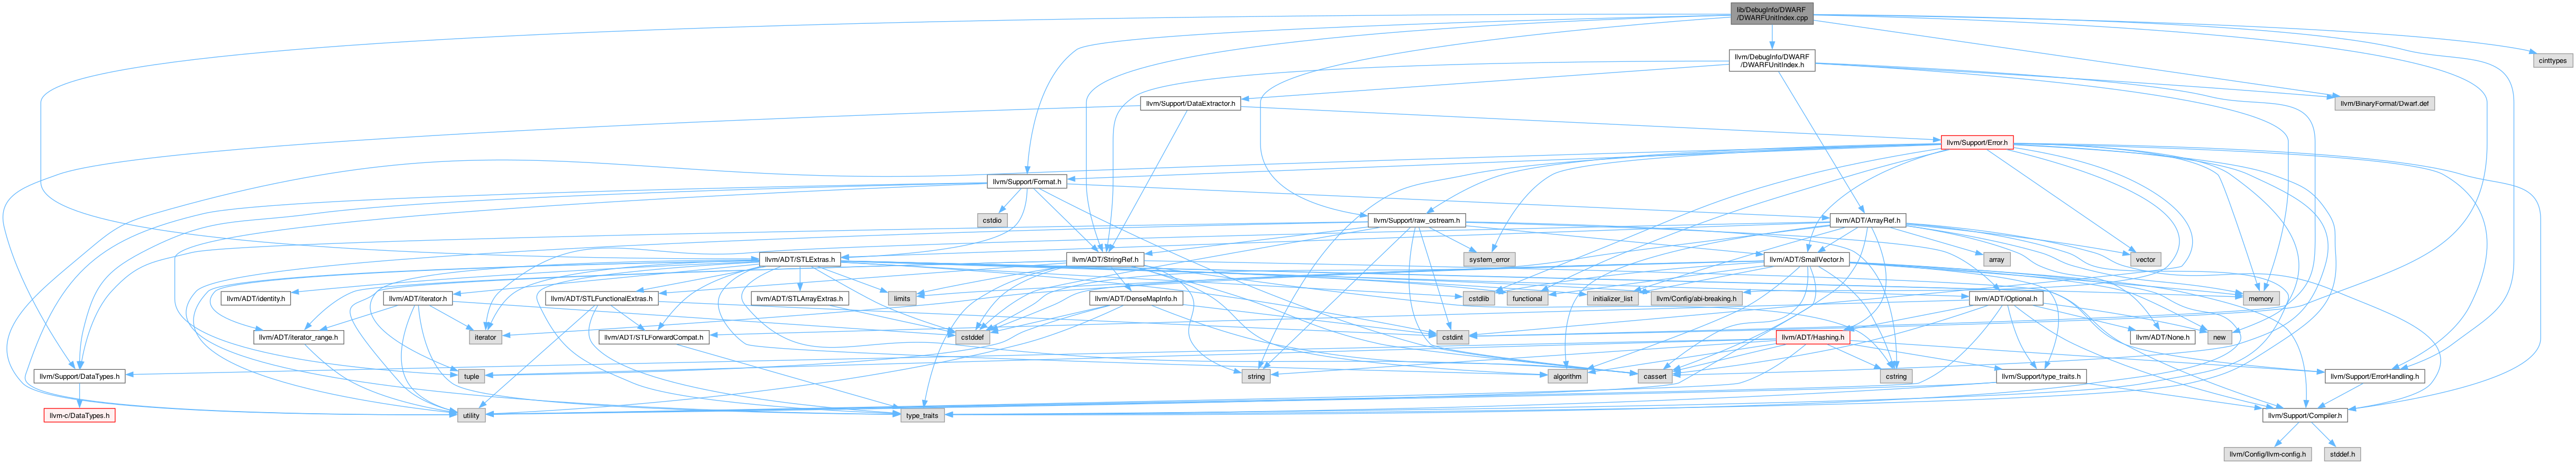 lib/DebugInfo/DWARF
/DWARFUnitIndex.cpp
llvm/DebugInfo/DWARF
/DWARFUnitIndex.h
cinttypes
llvm/Support/DataExtractor.h
llvm/BinaryFormat/Dwarf.def
llvm/Support/Error.h
llvm/Support/Format.h
cstdio
llvm/Support/raw_ostream.h
llvm/ADT/ArrayRef.h
llvm/ADT/STLExtras.h
llvm/ADT/StringRef.h
system_error
llvm/ADT/SmallVector.h
array
vector
llvm/ADT/identity.h
llvm/ADT/iterator.h
llvm/ADT/STLFunctionalExtras.h
llvm/ADT/STLArrayExtras.h
limits
llvm/ADT/DenseMapInfo.h
cstdlib
functional
initializer_list
llvm/Config/abi-breaking.h
llvm/ADT/Optional.h
memory
llvm/ADT/iterator_range.h
iterator
llvm/ADT/STLForwardCompat.h
cstddef
cstdint
llvm/ADT/Hashing.h
llvm/ADT/None.h
new
llvm/Support/DataTypes.h
tuple
string
algorithm
cassert
cstring
llvm/Support/type_traits.h
llvm/Support/ErrorHandling.h
llvm-c/DataTypes.h
utility
type_traits
llvm/Support/Compiler.h
llvm/Config/llvm-config.h
stddef.h